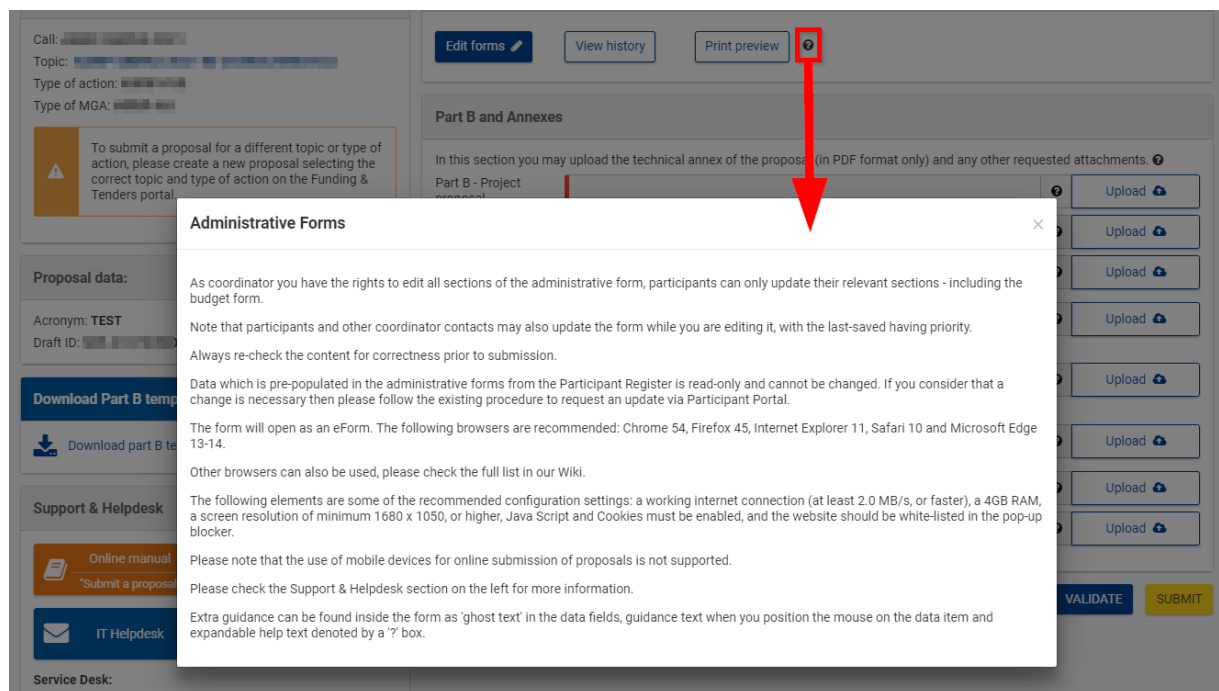 Call:
Topic:
Type of action:
Type of MGA:
To submit a proposal for a different topic or type of
action, please create a new proposal selecting the
correct topic and type of action on the Funding &
Tenders portal.
Edit forms
View history
Print preview
?
Part B and Annexes
In this section you may upload the technical annex of the proposal (in PDF format only) and any other requested attachments. ?
Part B - Project
proposal
? Upload
? Upload
? Upload
? Upload
? Upload
? Upload
? Upload
? Upload
Proposal data:
Acronym: TEST
Draft ID:
Download Part B temp
Download part B te
Support & Helpdesk
Online manual
"Submit a proposal
IT Helpdesk
Service Desk:
VALIDATE
SUBMIT
Administrative Forms
×
As coordinator you have the rights to edit all sections of the administrative form, participants can only update their relevant sections - including the
budget form.
Note that participants and other coordinator contacts may also update the form while you are editing it, with the last-saved having priority.
Always re-check the content for correctness prior to submission.
Data which is pre-populated in the administrative forms from the Participant Register is read-only and cannot be changed. If you consider that a
change is necessary then please follow the existing procedure to request an update via Participant Portal.
The form will open as an eForm. The following browsers are recommended: Chrome 54, Firefox 45, Internet Explorer 11, Safari 10 and Microsoft Edge
13-14.
Other browsers can also be used, please check the full list in our Wiki.
The following elements are some of the recommended configuration settings: a working internet connection (at least 2.0 MB/s, or faster), a 4GB RAM,
a screen resolution of minimum 1680 x 1050, or higher, Java Script and Cookies must be enabled, and the website should be white-listed in the pop-up
blocker.
Please note that the use of mobile devices for online submission of proposals is not supported.
Please check the Support & Helpdesk section on the left for more information.
Extra guidance can be found inside the form as 'ghost text' in the data fields, guidance text when you position the mouse on the data item and
expandable help text denoted by a '?' box.